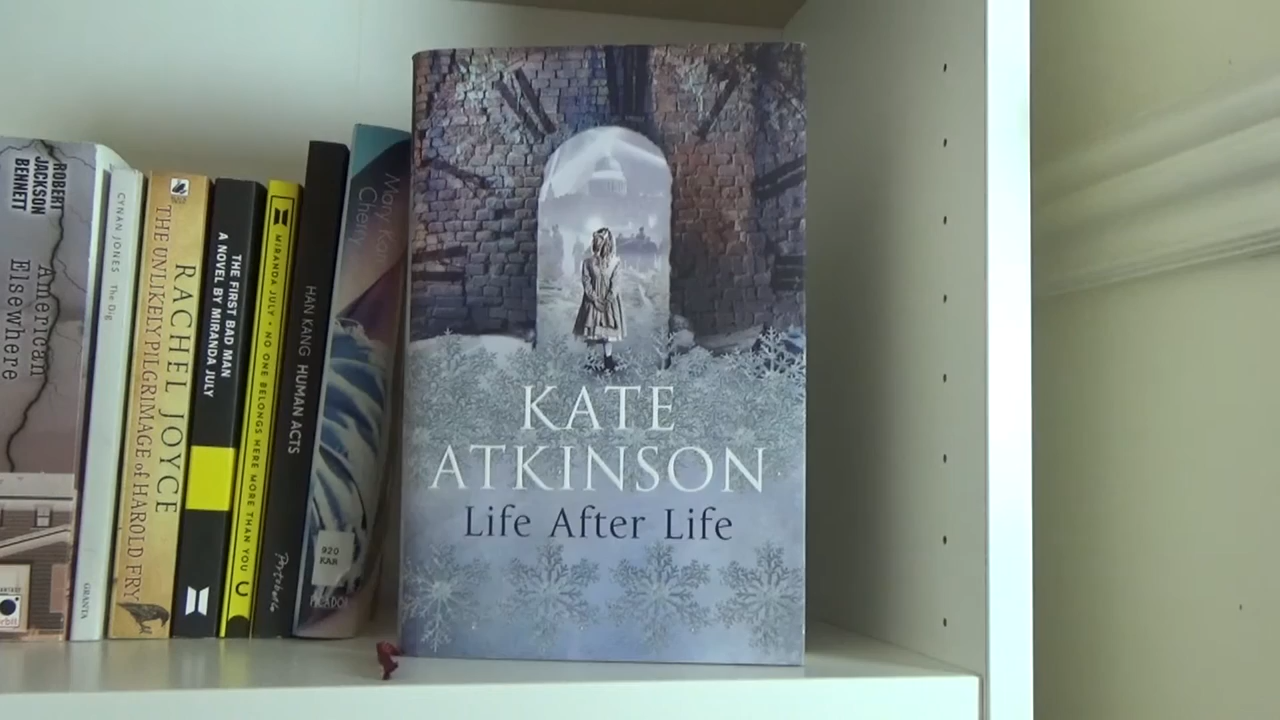 ROBERT
JACKSON
BENNETT
American
Elsewhere
CYNAN JONES The Dig
GRANTA
RACHEL JOYCE
THE UNLIKELY PILGRIMAGE of HAROLD FRY
THE FIRST BAD MAN
A NOVEL BY MIRANDA JULY
MIRANDA JULY • NO ONE BELONGS HERE MORE THAN YOU
HAN KANG HUMAN ACTS
Portobello
Mary Karr
Cherry
920
KAR
PICADOR
KATE
ATKINSON
Life After Life